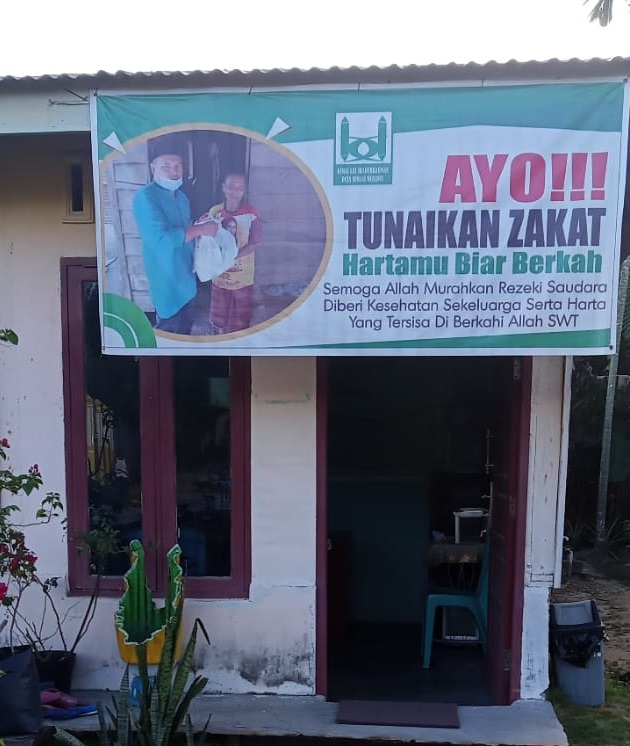 AYO!!!
TUNAIKAN ZAKAT
Hartamu Biar Berkah
Semoga Allah Murahkan Rezeki Saudara
Diberi Kesehatan Sekeluarga Serta Harta
Yang Tersisa Di Berkahi Allah SWT